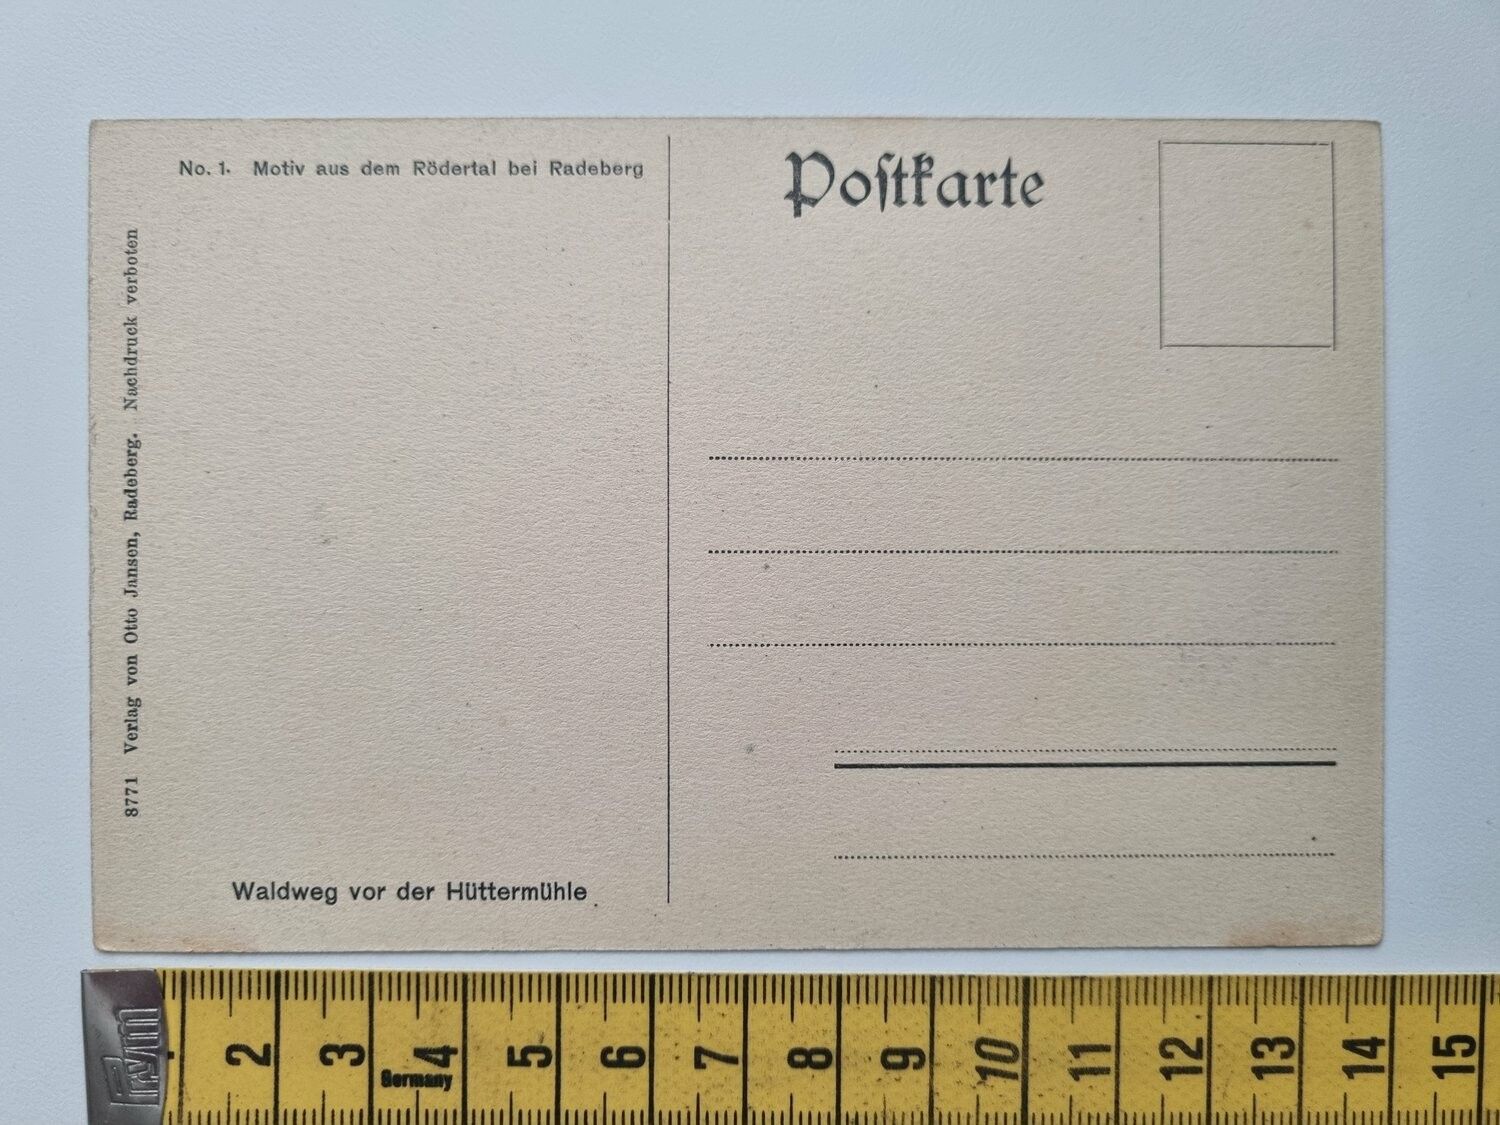 No. 1. Motiv aus dem Rödertal bei Radeberg
Poſtkarte
8771 Verlag von Otto Jansen, Radeberg. Nachdruck verboten
Waldweg vor der Hüttermühle
Prym
2 3 4 5 6 7 8 9 10 11 12 13 14 15
Germany